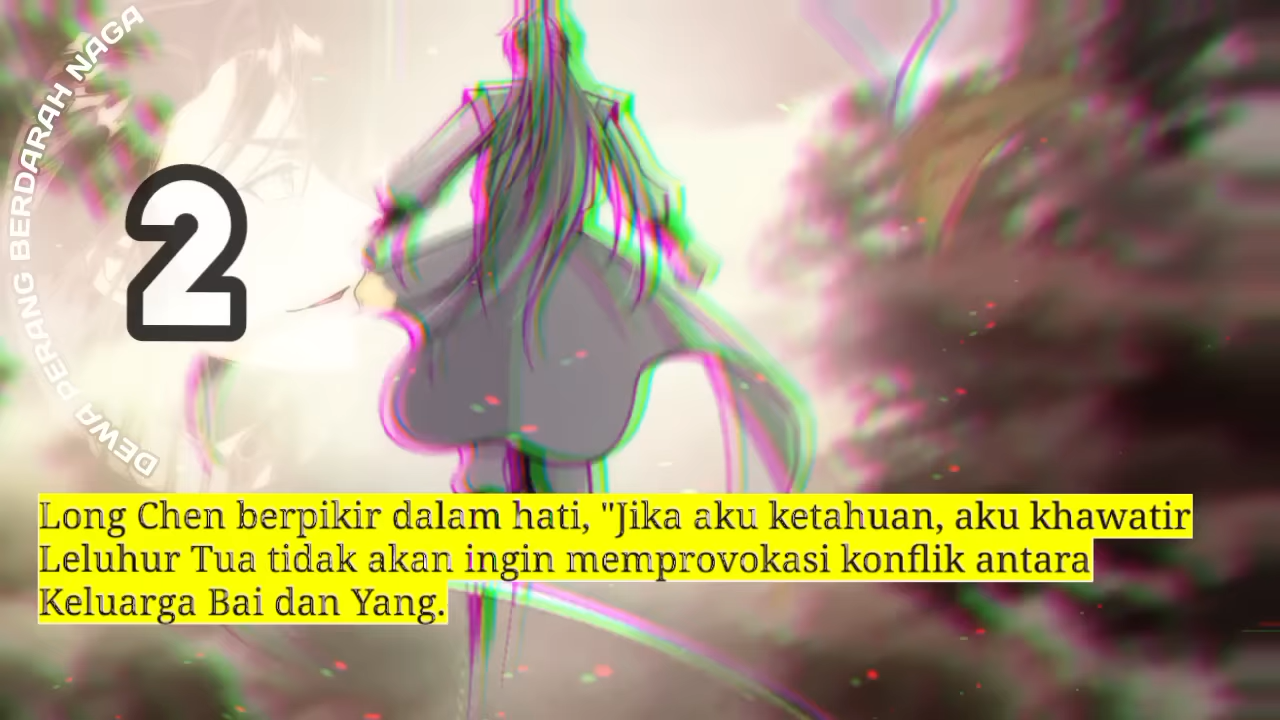 DEWA PERANG BERDARAH NAGA
2
Long Chen berpikir dalam hati, "Jika aku ketahuan, aku khawatir
Leluhur Tua tidak akan ingin memprovokasi konflik antara
Keluarga Bai dan Yang.